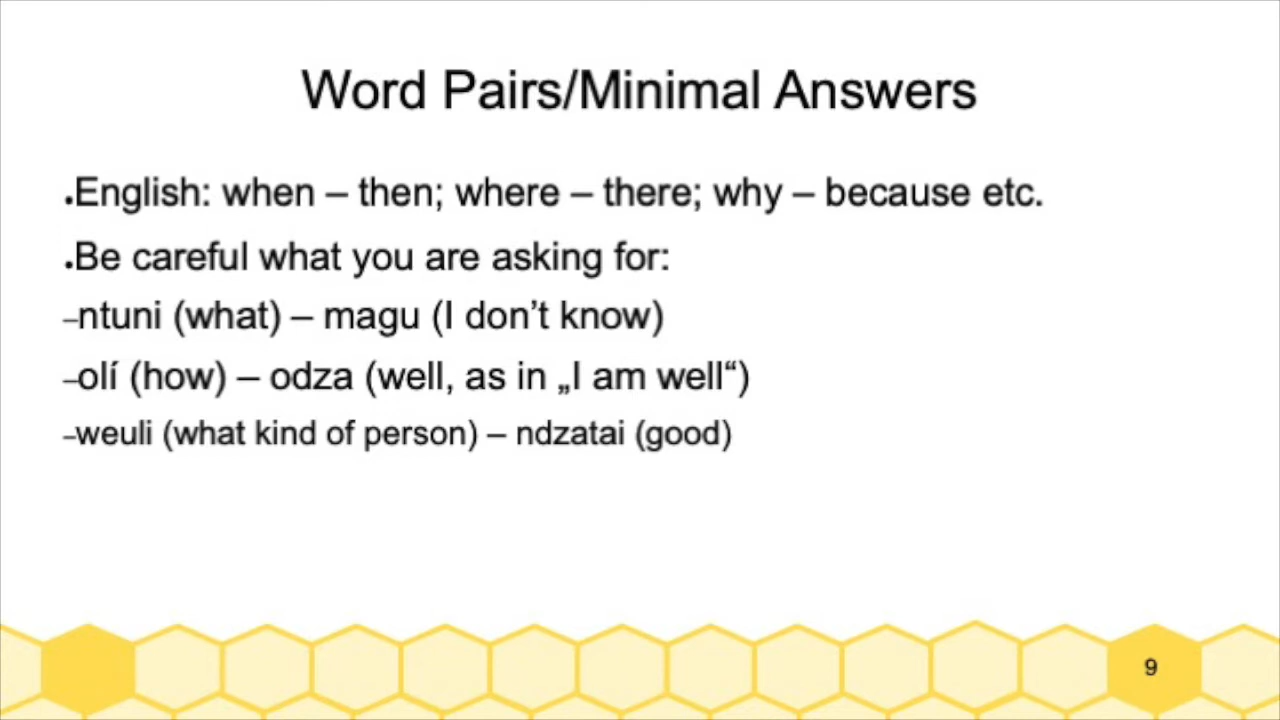 Word Pairs/Minimal Answers
.English: when – then; where – there; why – because etc.
.Be careful what you are asking for:
–ntuni (what) – magu (I don’t know)
–olí (how) – odza (well, as in „I am well“)
–weuli (what kind of person) – ndzatai (good)
9